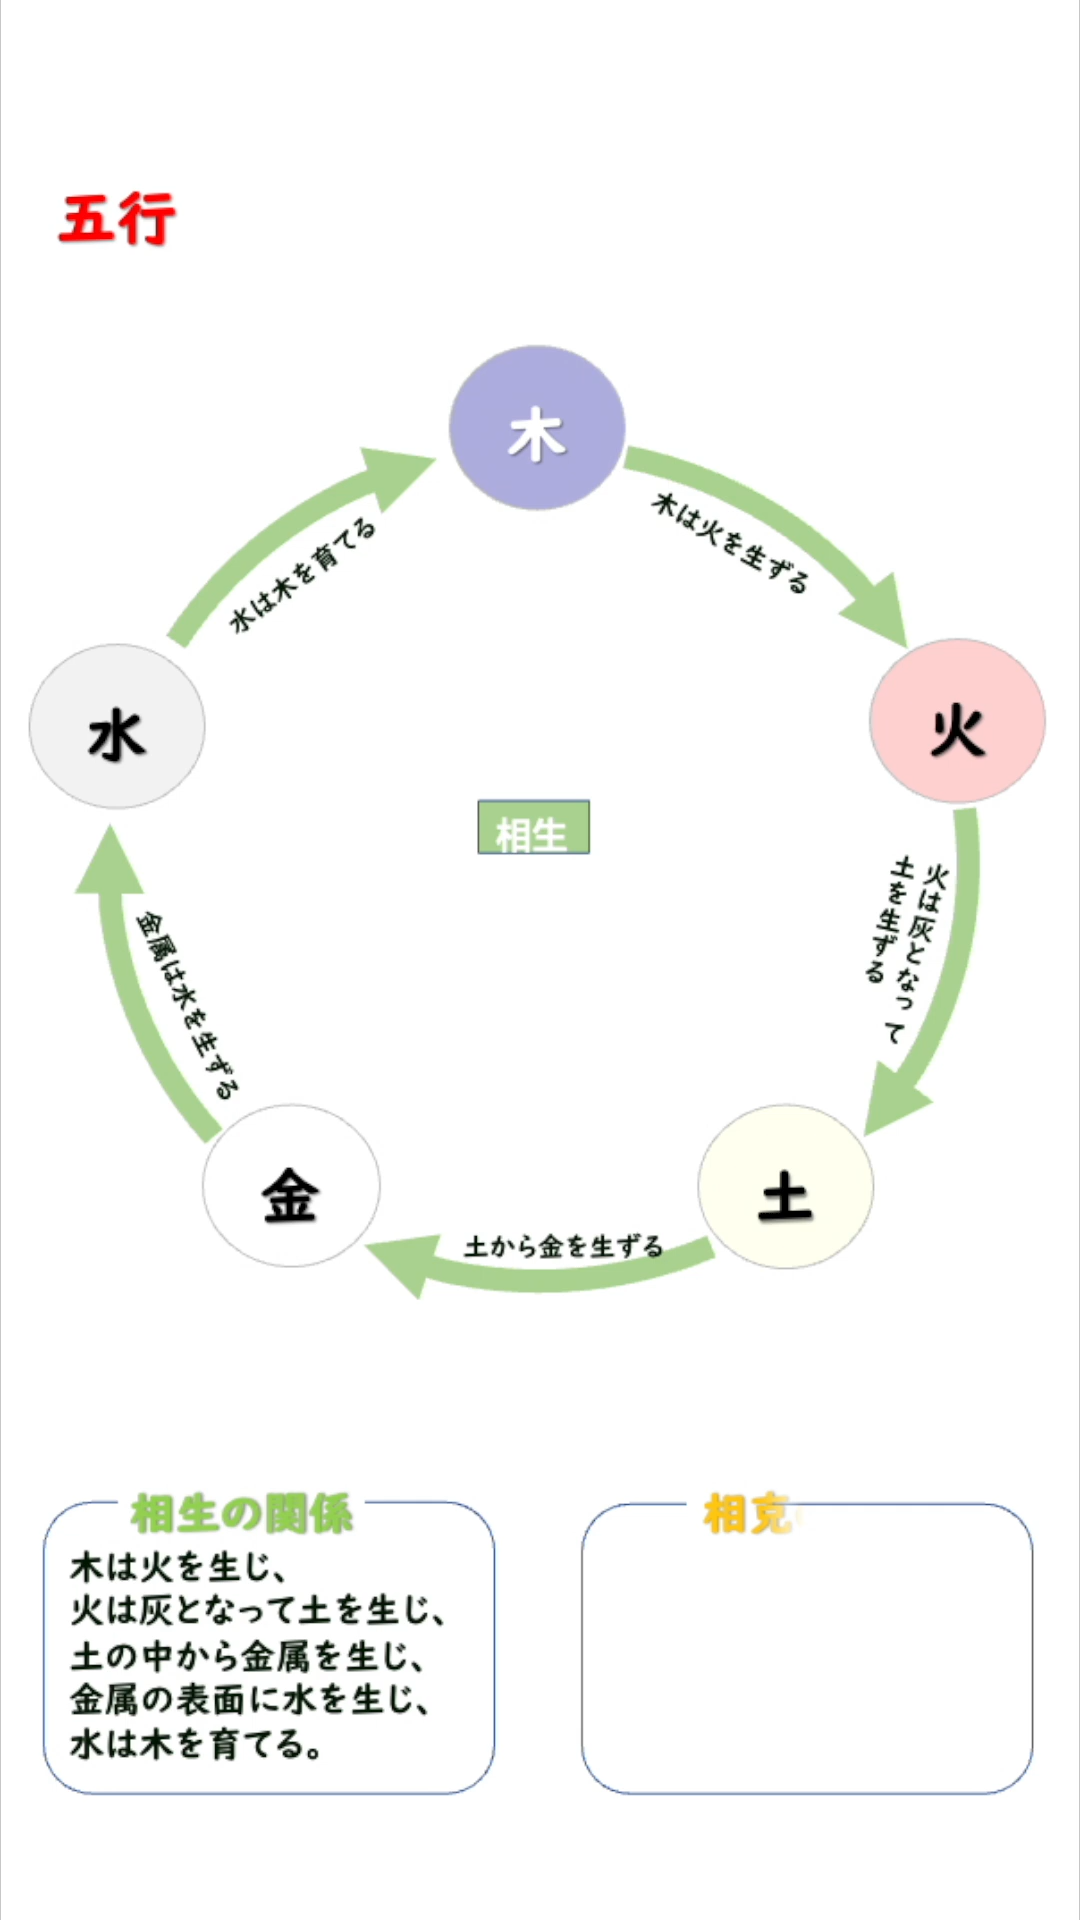 五行
木
木は火を生ずる
火
火は灰となって
土を生ずる
土
土から金を生ずる
金
金属は水を生ずる
水
水は木を育てる
相生
相生の関係
木は火を生じ、
火は灰となって土を生じ、
土の中から金属を生じ、
金属の表面に水を生じ、
水は木を育てる。
相克